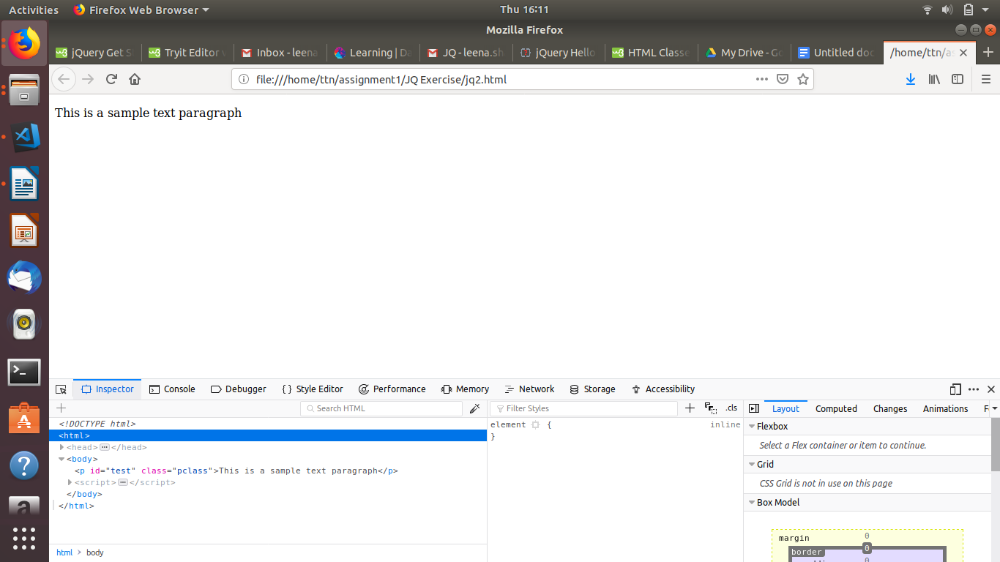 Activities Firefox Web Browser Thu 16:11
Mozilla Firefox
jQuery Get S Tryit Editor v Inbox - leena Learning | Da JQ - leena.sh jQuery Hello HTML Classe My Drive - Go Untitled doc /home/ttn/as
file:///home/ttn/assignment1/JQ Exercise/jq2.html
This is a sample text paragraph
Inspector Console Debugger {} Style Editor Performance Memory Network Storage Accessibility
+ Search HTML Filter Styles + .cls Layout Computed Changes Animations F
<!DOCTYPE html>
<html>
<head> ... </head>
<body>
<p id="test" class="pclass">This is a sample text paragraph</p>
<script> ... </script>
</body>
</html>
html > body
element {
inline
}
Flexbox
Select a Flex container or item to continue.
Grid
CSS Grid is not in use on this page
Box Model
margin 0
border 0
0